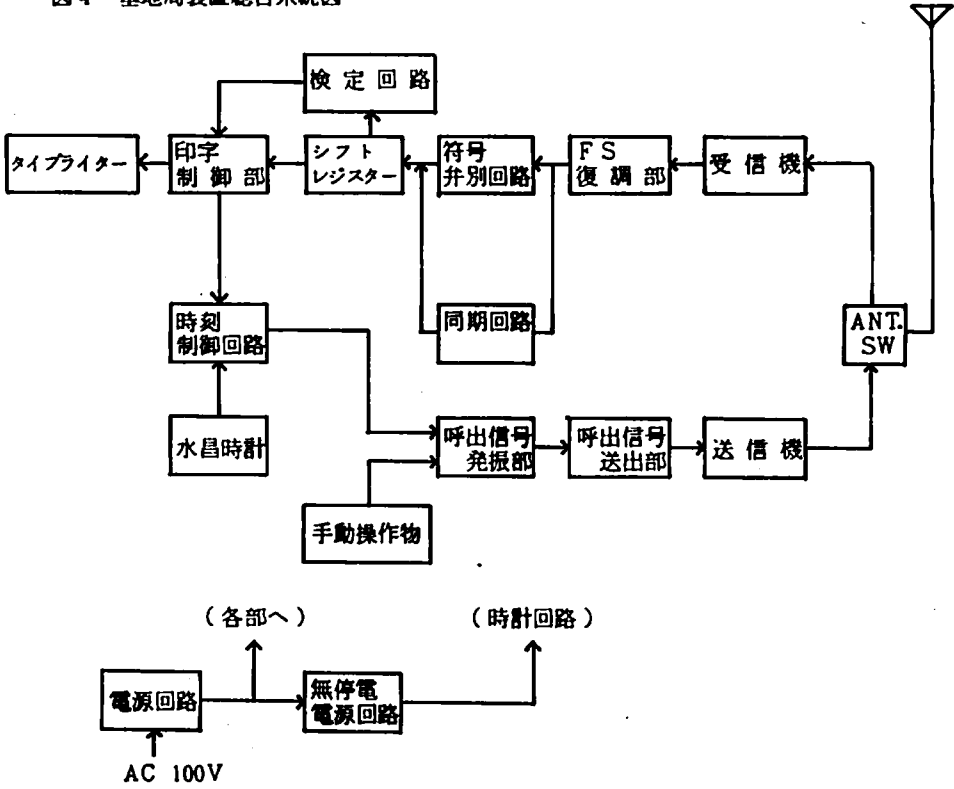 検定回路
タイプライター
印字
制御部
シフト
レジスター
符号
弁別回路
FS
復調部
受信機
時刻
制御回路
同期回路
ANT.
SW
水晶時計
呼出信号
発振部
呼出信号
送出部
送信機
手動操作物
(各部へ)
(時計回路)
電源回路
無停電
電源回路
AC 100V